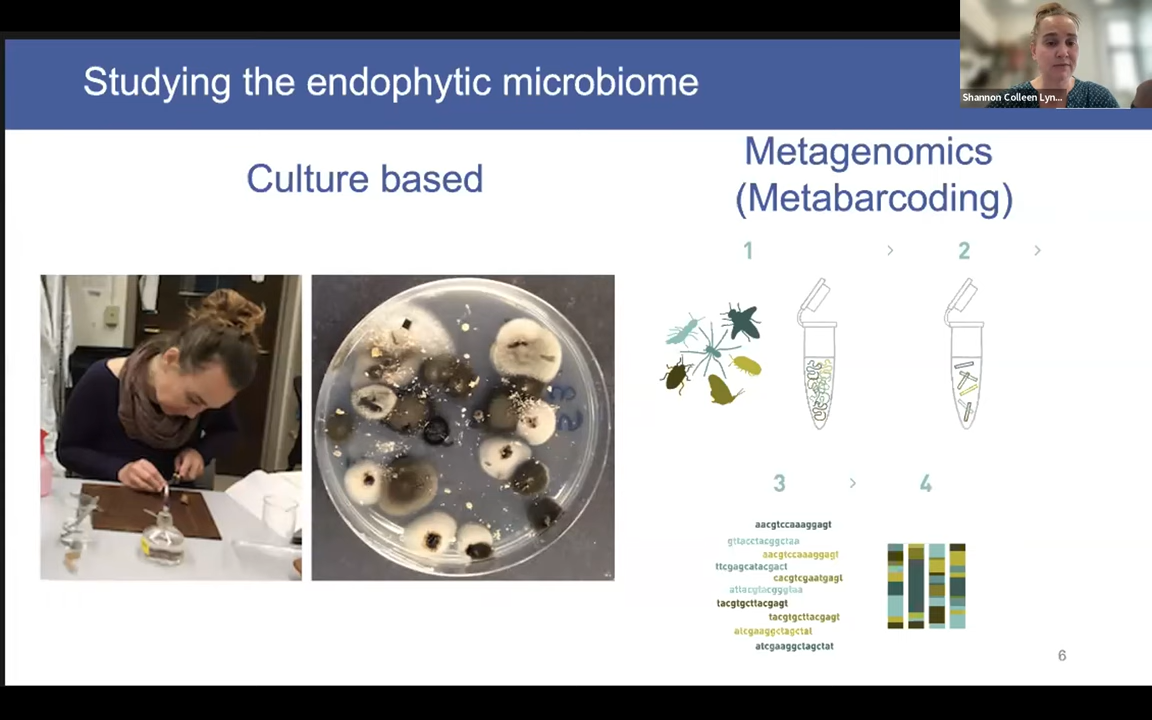 Studying the endophytic microbiome
Shannon Colleen Lyn...
Culture based
Metagenomics
(Metabarcoding)
1 > 2 >
3 > 4
aacgtccaaaggagt
gttacctacggctaa
aacgtccaaaggagt
ttcgagcatacgact
cacgtcgaatgagt
attacgtacgggtaa
tacgtgcttacgagt
tacgtgcttacgagt
atcgaaggctagctat
atcgaaggctagctat
6